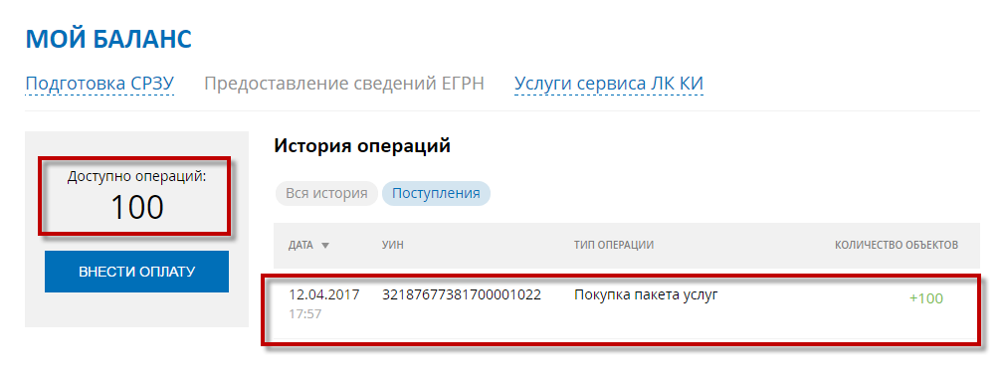 МОЙ БАЛАНС
Подготовка СРЗУ Предоставление сведений ЕГРН Услуги сервиса ЛК КИ
Доступно операций:
100
ВНЕСТИ ОПЛАТУ
История операций
Вся история Поступления
ДАТА УИН ТИП ОПЕРАЦИИ КОЛИЧЕСТВО ОБЪЕКТОВ
12.04.2017 32187677381700001022 Покупка пакета услуг +100
17:57